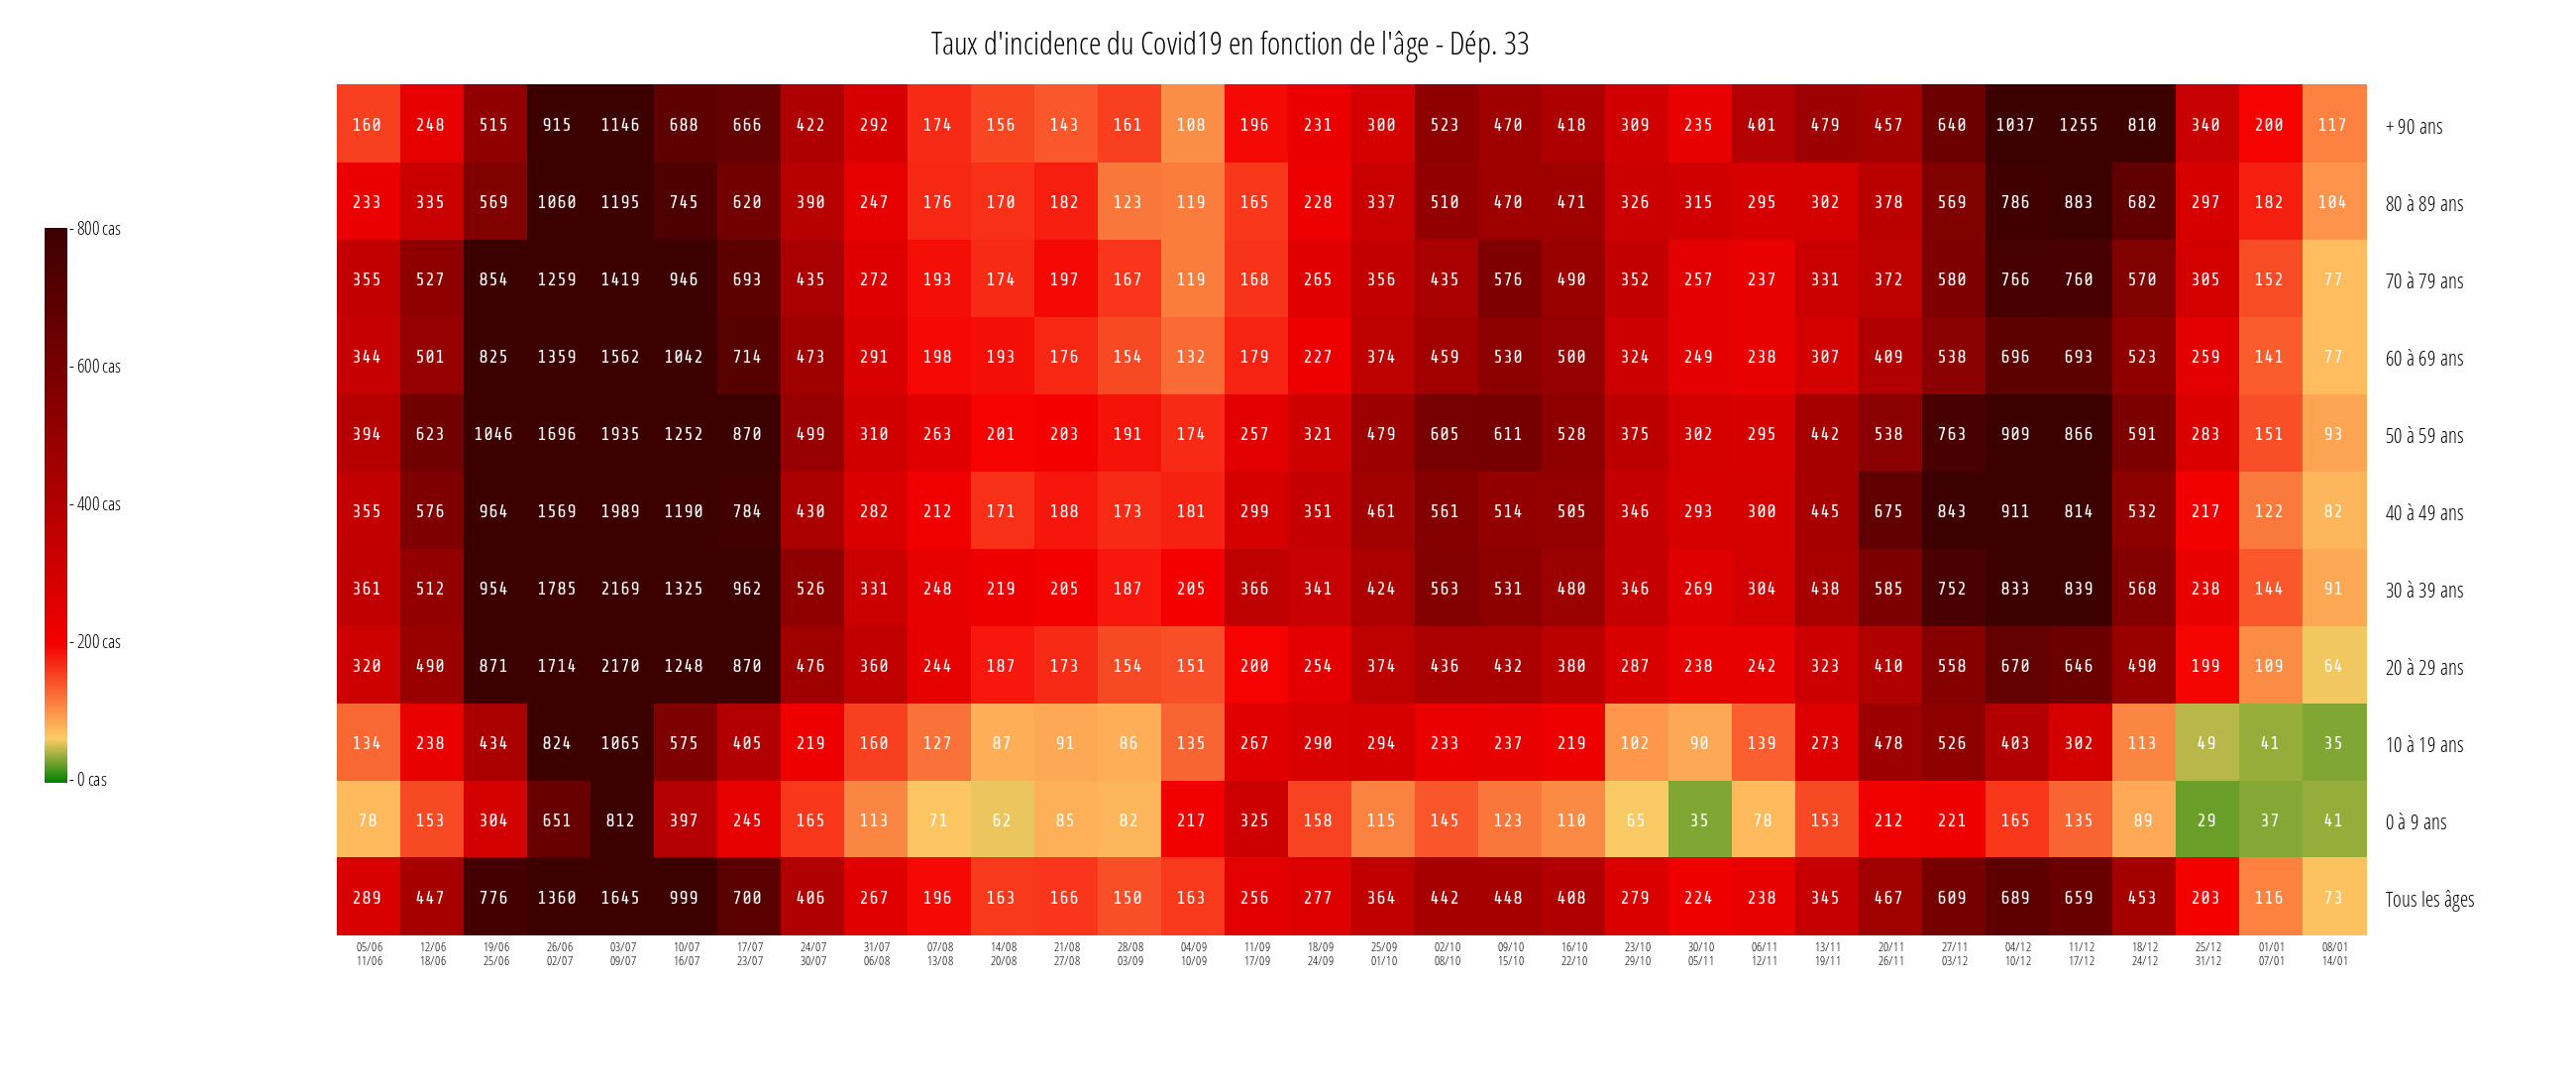 Taux d'incidence du Covid19 en fonction de l'âge - Dép. 33
- 800 cas
- 600 cas
- 400 cas
- 200 cas
- 0 cas
160 248 515 915 1146 688 666 422 292 174 156 143 161 108 196 231 300 523 470 418 309 235 401 479 457 640 1037 1255 810 340 200 117 + 90 ans
233 335 569 1060 1195 745 620 390 247 176 170 182 123 119 165 228 337 510 470 471 326 315 295 302 378 569 786 883 682 297 182 104 80 à 89 ans
355 527 854 1259 1419 946 693 435 272 193 174 197 167 119 168 265 356 435 576 490 352 257 237 331 372 580 766 760 570 305 152 77 70 à 79 ans
344 501 825 1359 1562 1042 714 473 291 198 193 176 154 132 179 227 374 459 530 500 324 249 238 307 409 538 696 693 523 259 141 77 60 à 69 ans
394 623 1046 1696 1935 1252 870 499 310 263 201 203 191 174 257 321 479 605 611 528 375 302 295 442 538 763 909 866 591 283 151 93 50 à 59 ans
355 576 964 1569 1989 1190 784 430 282 212 171 188 173 181 299 351 461 561 514 505 346 293 300 445 675 843 911 814 532 217 122 82 40 à 49 ans
361 512 954 1785 2169 1325 962 526 331 248 219 205 187 205 366 341 424 563 531 480 346 269 304 438 585 752 833 839 568 238 144 91 30 à 39 ans
320 490 871 1714 2170 1248 870 476 360 244 187 173 154 151 200 254 374 436 432 380 287 238 242 323 410 558 670 646 490 199 109 64 20 à 29 ans
134 238 434 824 1065 575 405 219 160 127 87 91 86 135 267 290 294 233 237 219 102 90 139 273 478 526 403 302 113 49 41 35 10 à 19 ans
78 153 304 651 812 397 245 165 113 71 62 85 82 217 325 158 115 145 123 110 65 35 78 153 212 221 165 135 89 29 37 41 0 à 9 ans
289 447 776 1360 1645 999 700 406 267 196 163 166 150 163 256 277 364 442 448 408 279 224 238 345 467 609 689 659 453 203 116 73 Tous les âges
05/06 12/06 19/06 26/06 03/07 10/07 17/07 24/07 31/07 07/08 14/08 21/08 28/08 04/09 11/09 18/09 25/09 02/10 09/10 16/10 23/10 30/10 06/11 13/11 20/11 27/11 04/12 11/12 18/12 25/12 01/01 08/01
11/06 18/06 25/06 02/07 09/07 16/07 23/07 30/07 06/08 13/08 20/08 27/08 03/09 10/09 17/09 24/09 01/10 08/10 15/10 22/10 29/10 05/11 12/11 19/11 26/11 03/12 10/12 17/12 24/12 31/12 07/01 14/01